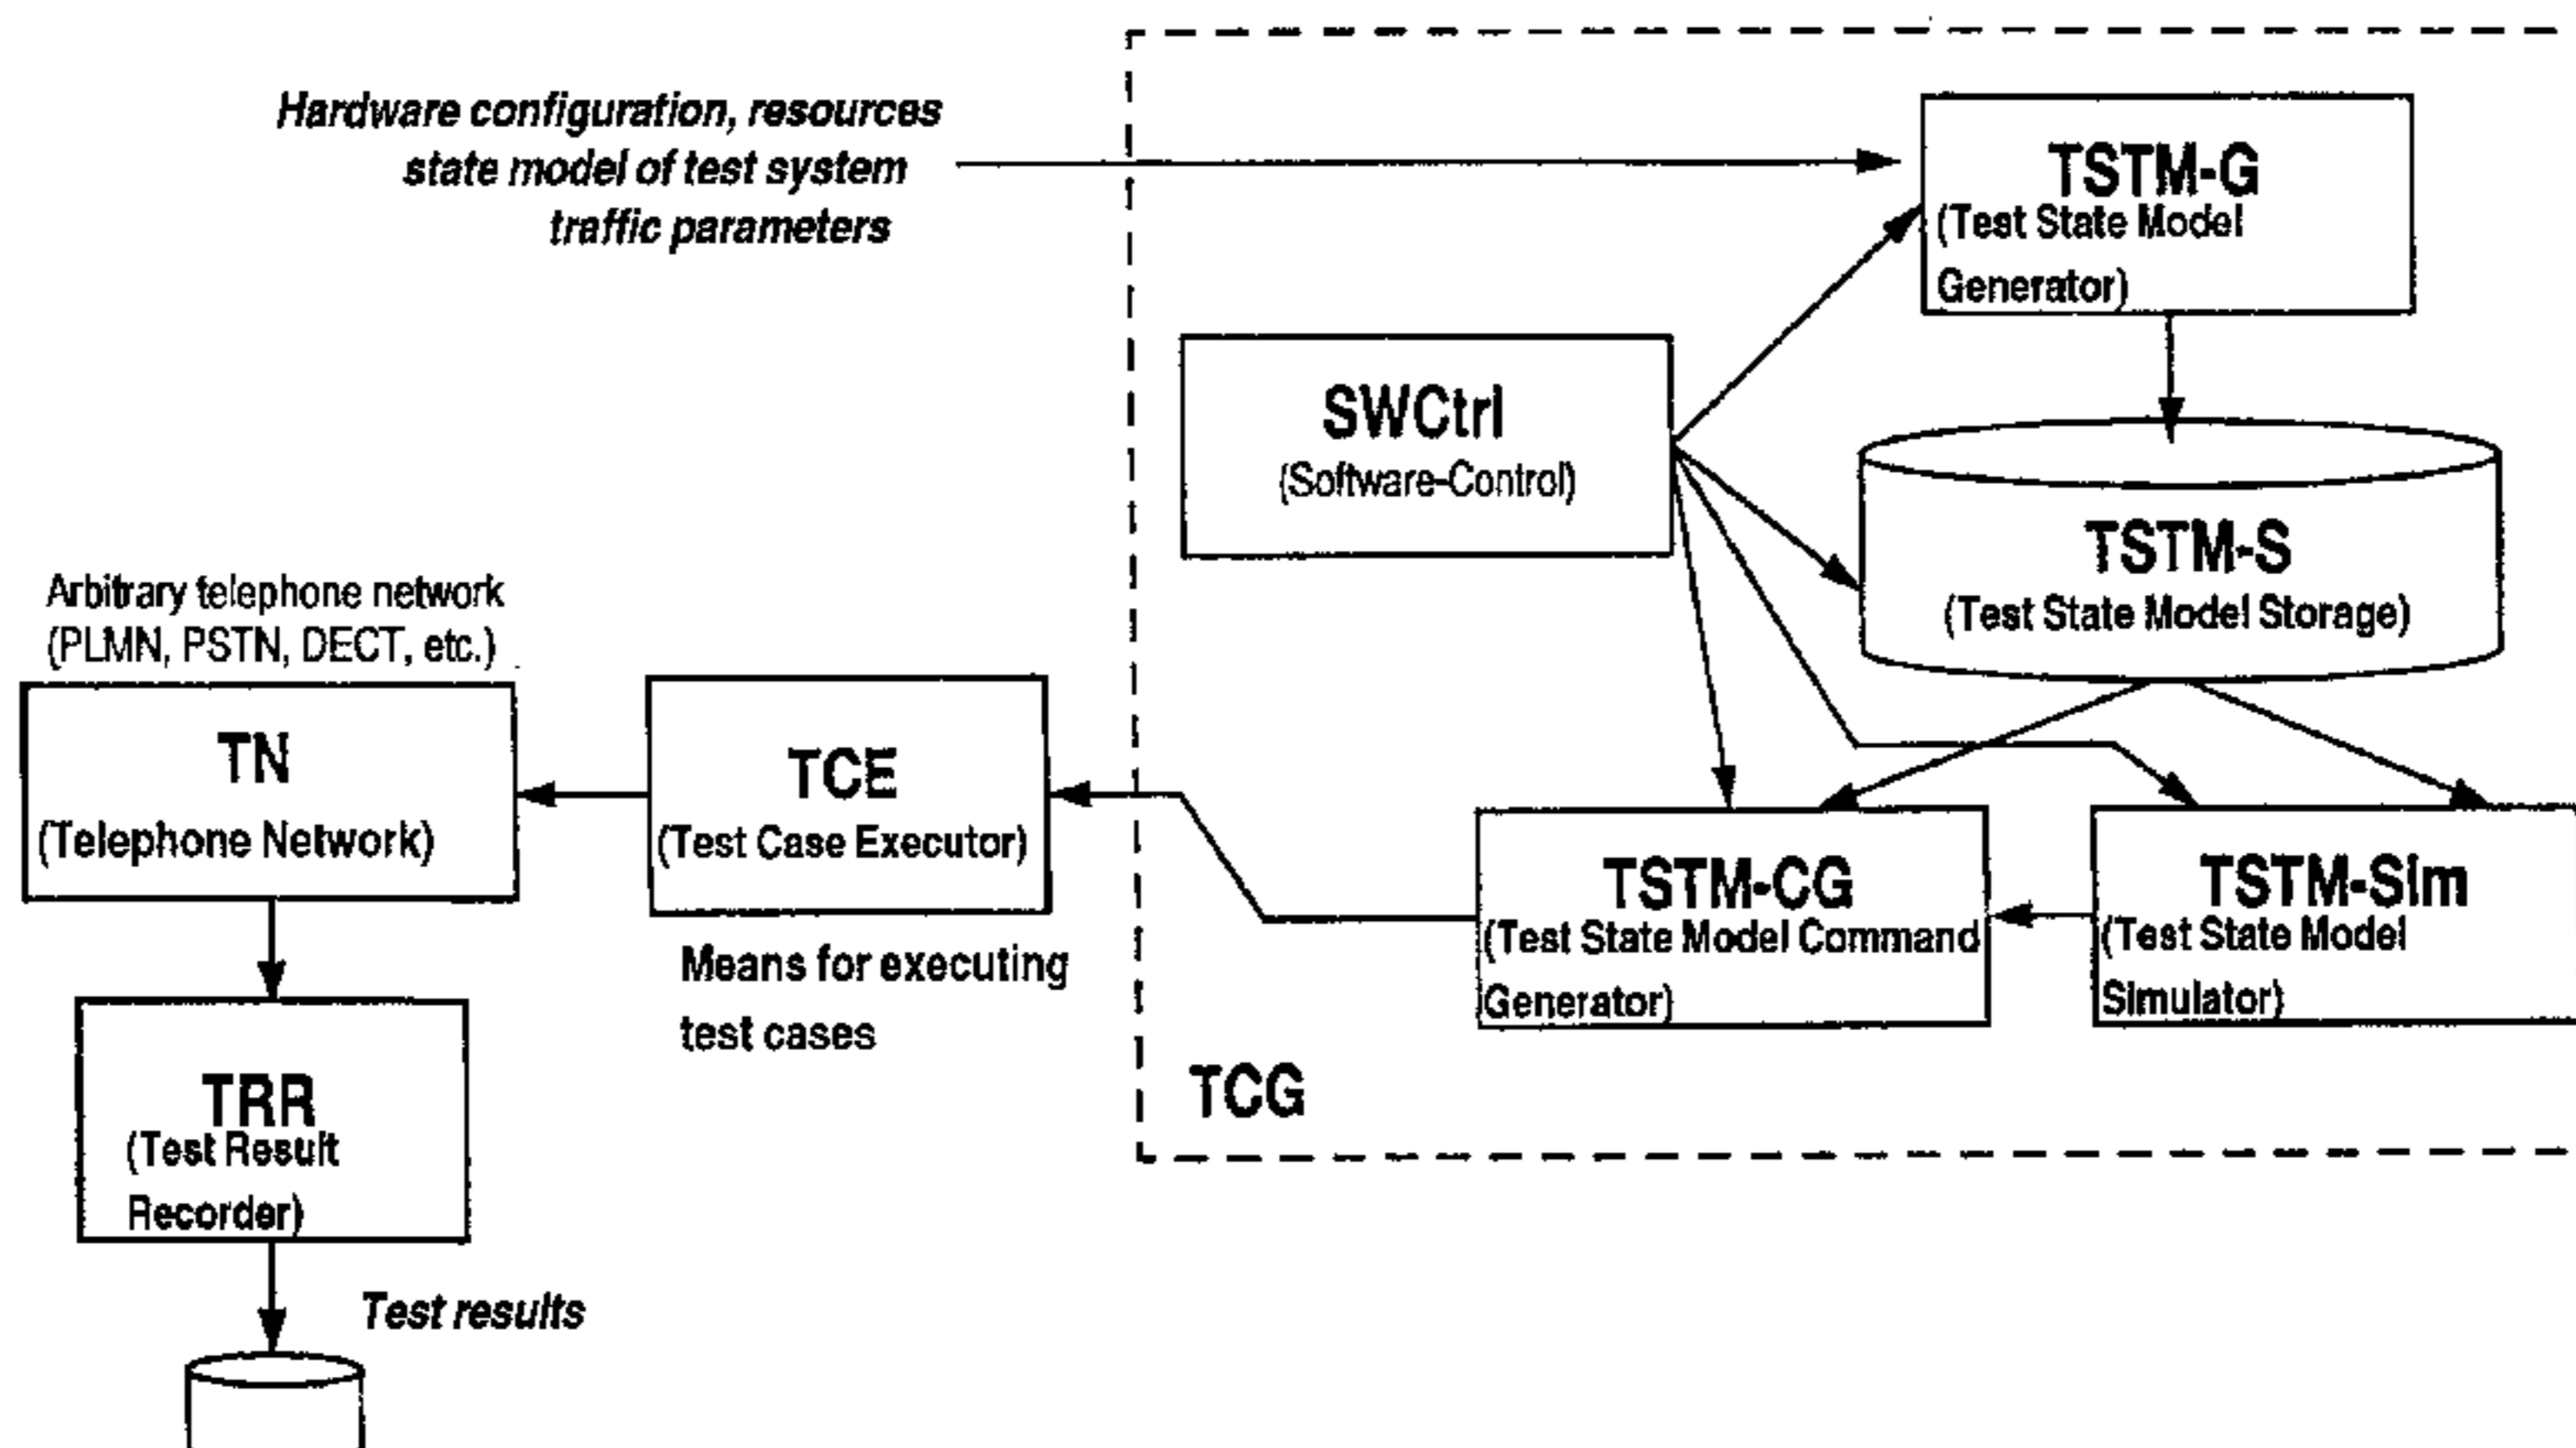 Hardware configuration, resources
state model of test system
traffic parameters
TSTM-G
(Test State Model
Generator)
SWCtrl
(Software-Control)
TSTM-S
(Test State Model Storage)
Arbitrary telephone network
(PLMN, PSTN, DECT, etc.)
TN
(Telephone Network)
TCE
(Test Case Executor)
Means for executing
test cases
TSTM-CG
(Test State Model Command
Generator)
TSTM-Sim
(Test State Model
Simulator)
TCG
TRR
(Test Result
Recorder)
Test results